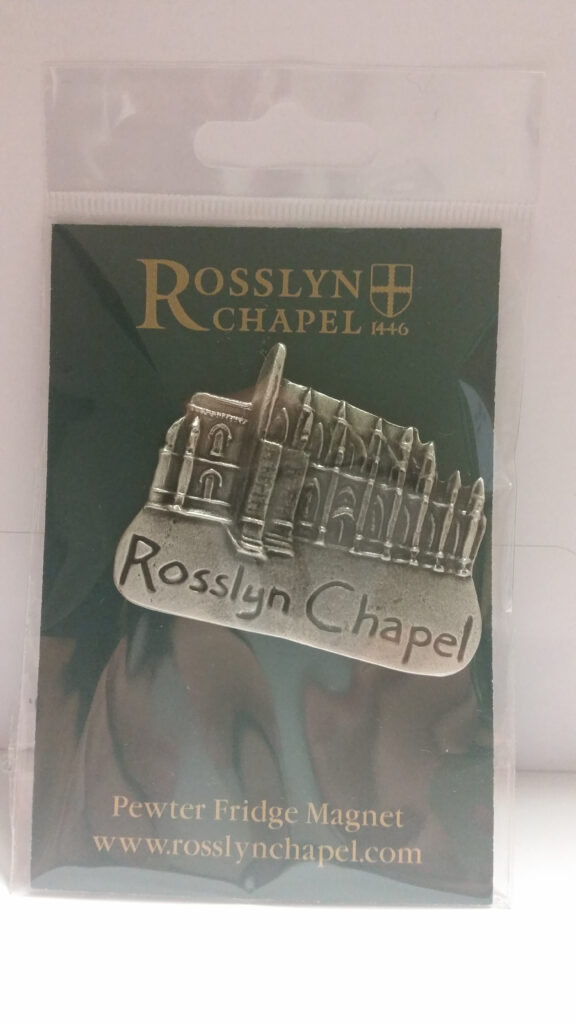 ROSSLYN
CHAPEL 1446
Rosslyn Chapel
Pewter Fridge Magnet
www.rosslynchapel.com